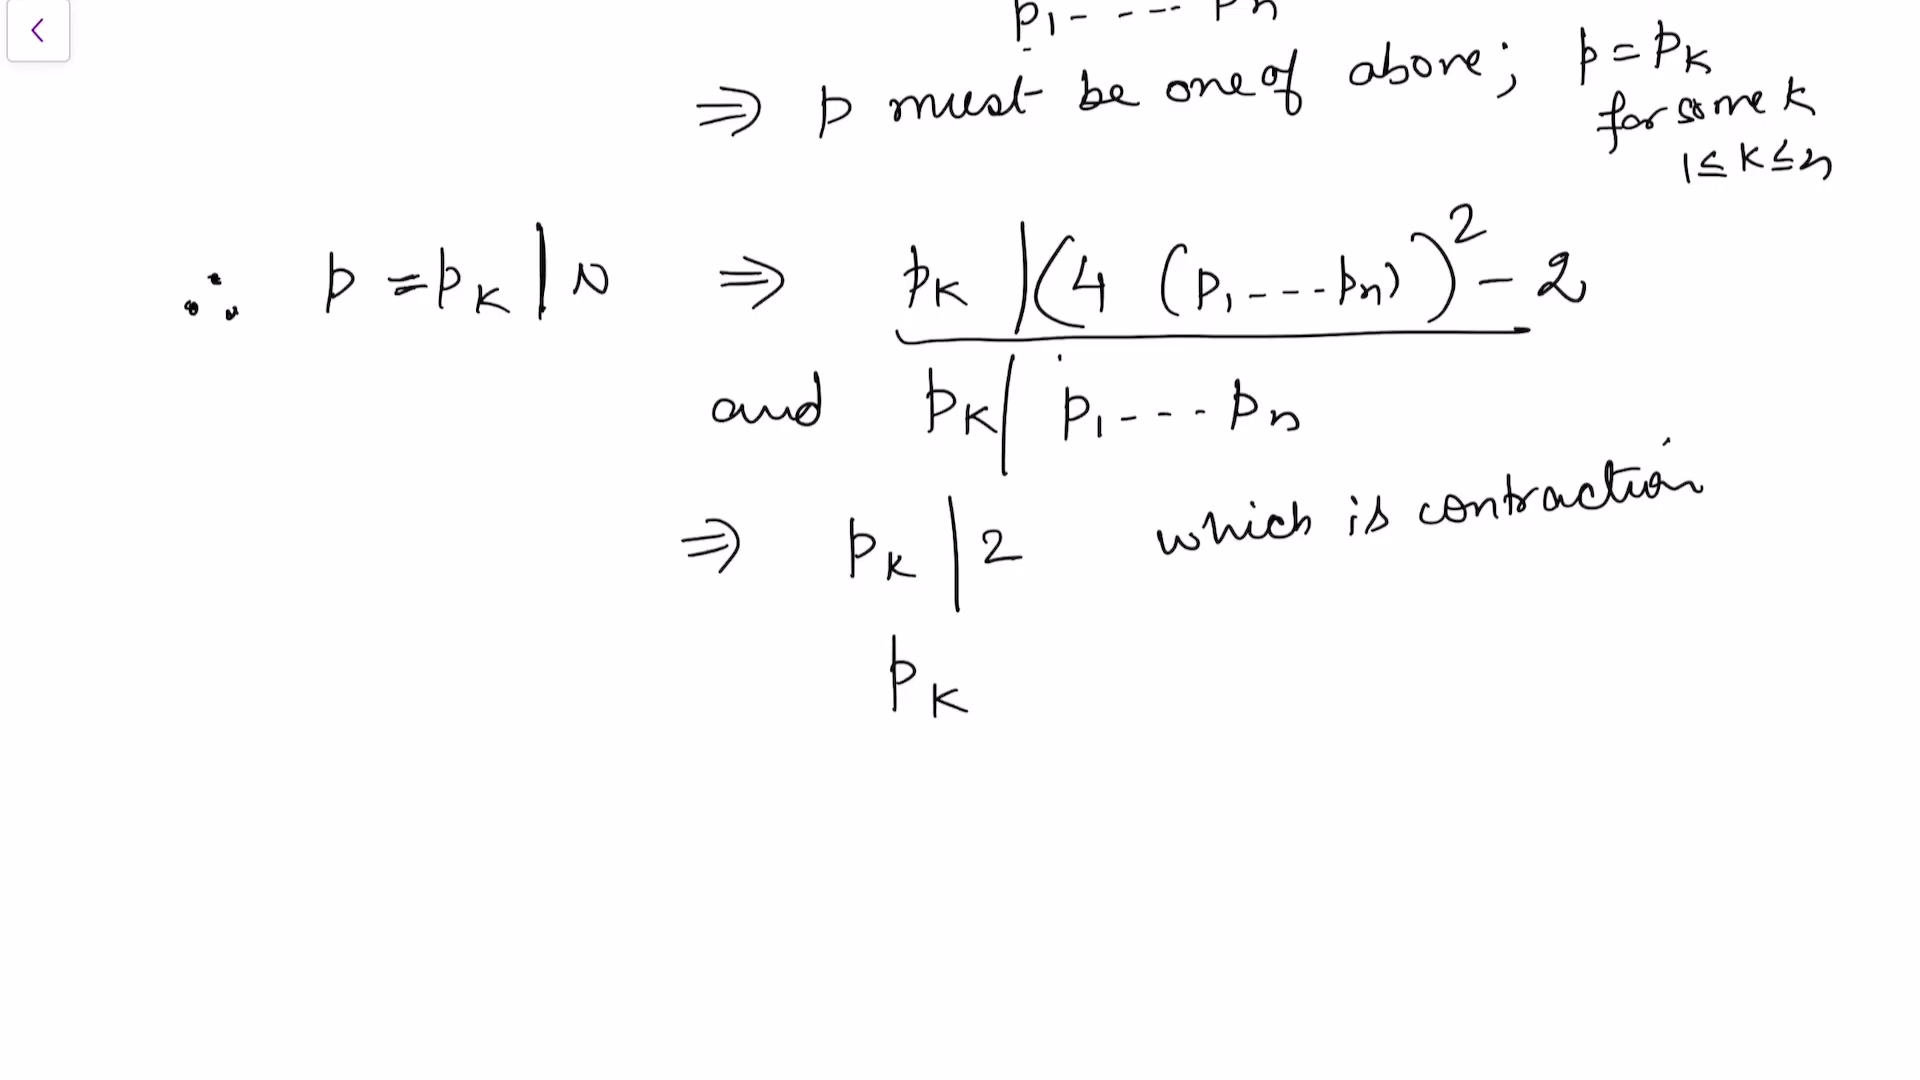 p1 - - -- pn
⇒ p must be one of above; p = pK
for some k
1 ≤ K ≤ n
∴ p = pK | N ⇒ pK | (4 (p1 - - - pn))² - 2
and pK | p1 - - - pn
⇒ pK | 2 which is contraction
pK